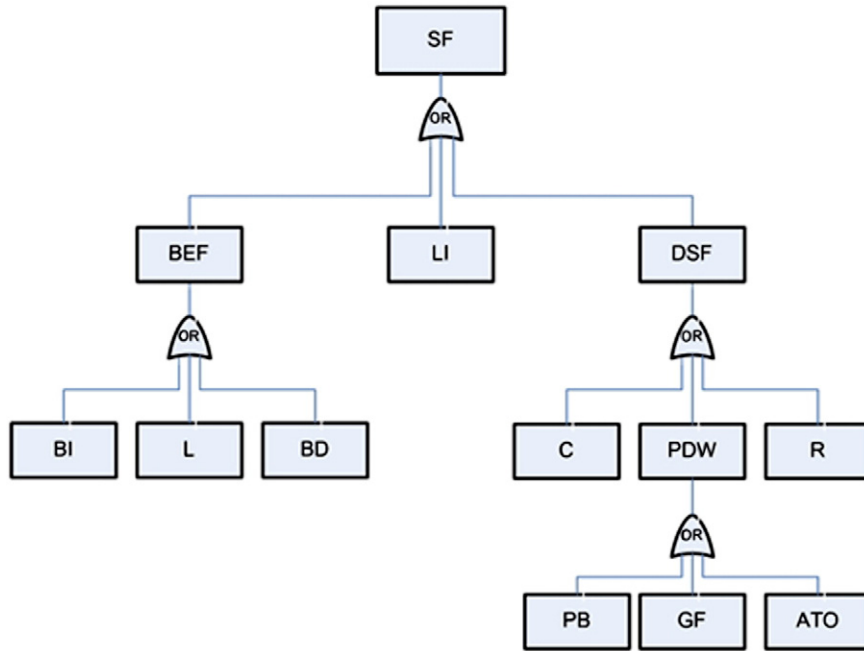 SF
OR
BEF LI DSF
OR OR
BI L BD C PDW R
OR
PB GF ATO